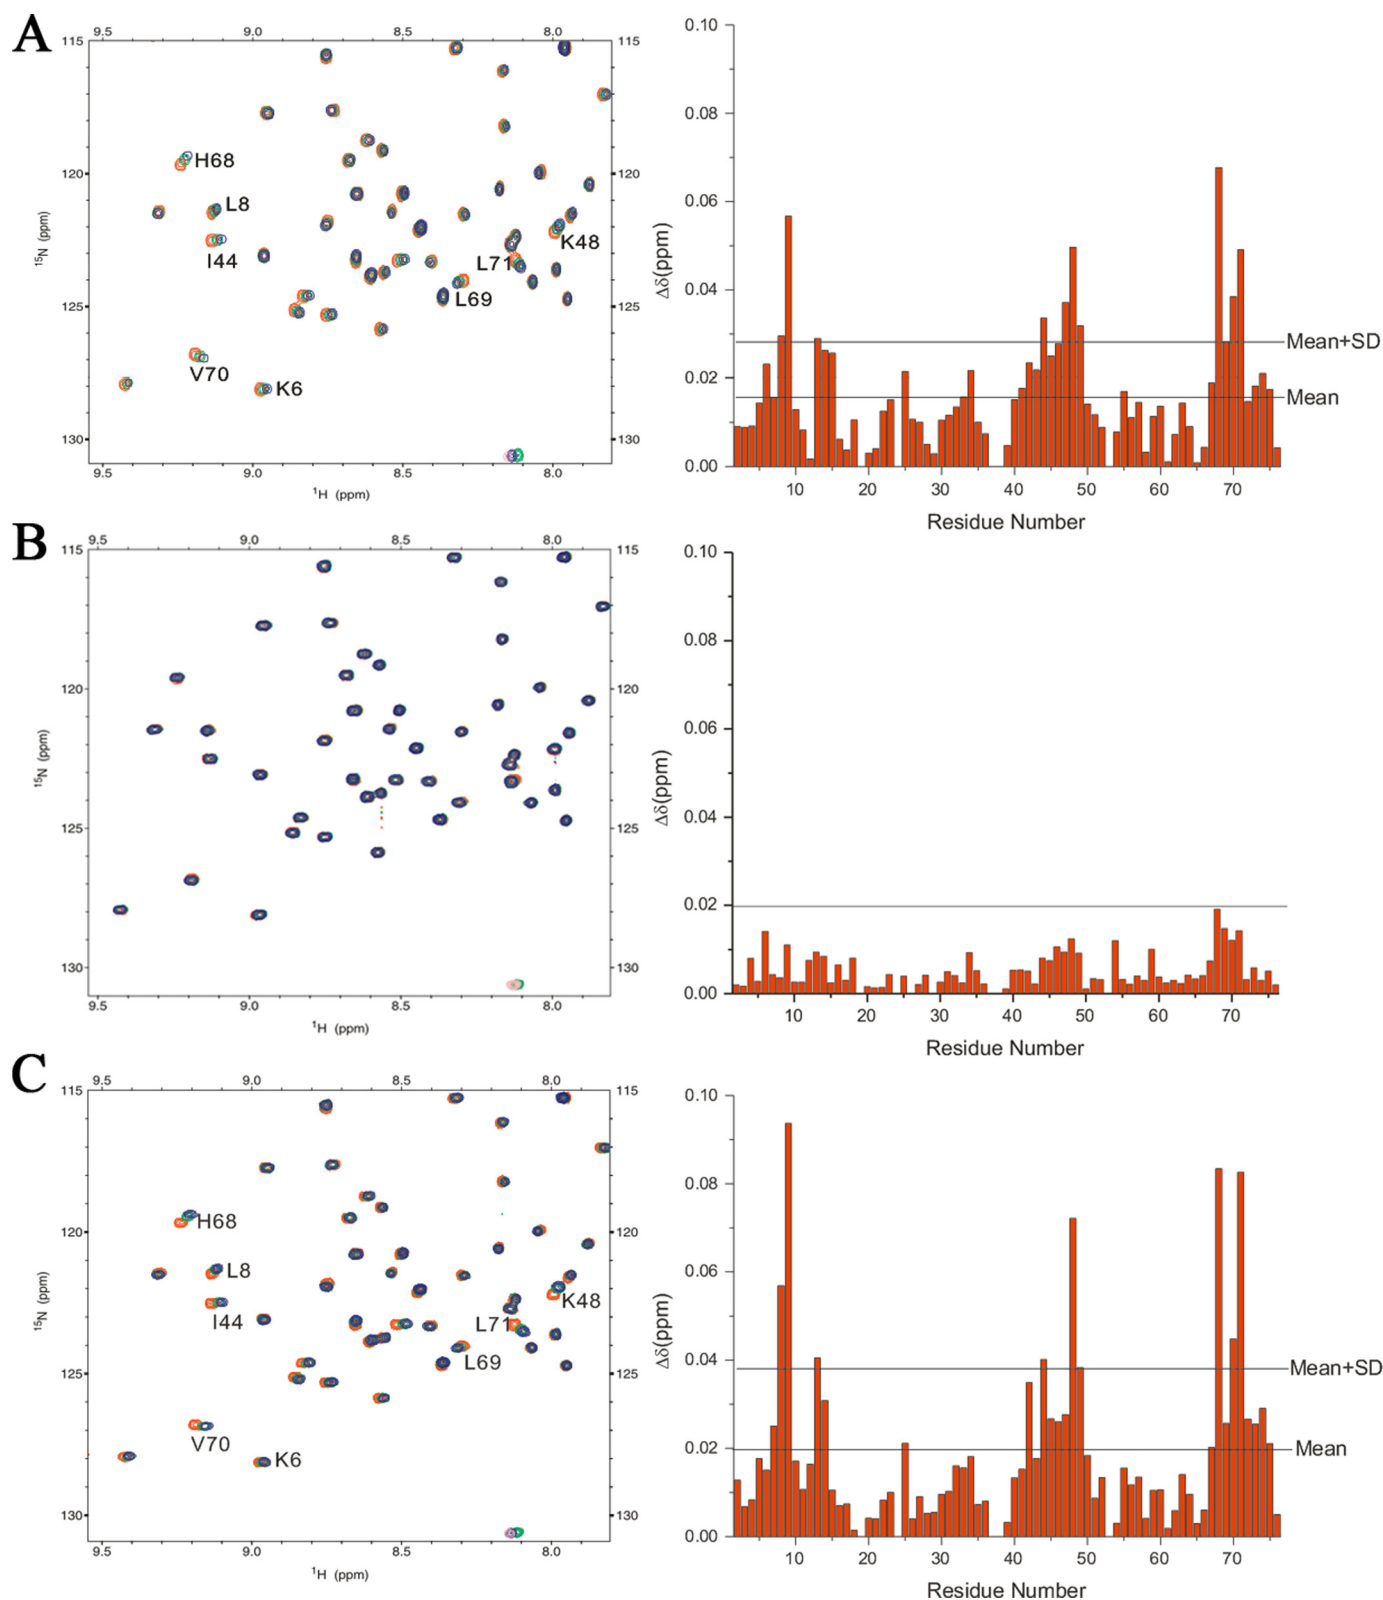 A
9.5 9.0 8.5 8.0
115 115
120 120
125 125
130 130
9.5 9.0 8.5 8.0
15N (ppm)
1H (ppm)
H68
L8
I44
K48
L71
L69
V70
K6
0.10
0.08
0.06
0.04
0.02
0.00
Δδ(ppm)
Mean+SD
Mean
10 20 30 40 50 60 70
Residue Number
B
9.5 9.0 8.5 8.0
115 115
120 120
125 125
130 130
9.5 9.0 8.5 8.0
15N (ppm)
1H (ppm)
0.10
0.08
0.06
0.04
0.02
0.00
Δδ(ppm)
10 20 30 40 50 60 70
Residue Number
C
9.5 9.0 8.5 8.0
115 115
120 120
125 125
130 130
9.5 9.0 8.5 8.0
15N (ppm)
1H (ppm)
H68
L8
I44
K48
L71
L69
V70
K6
0.10
0.08
0.06
0.04
0.02
0.00
Δδ(ppm)
Mean+SD
Mean
10 20 30 40 50 60 70
Residue Number